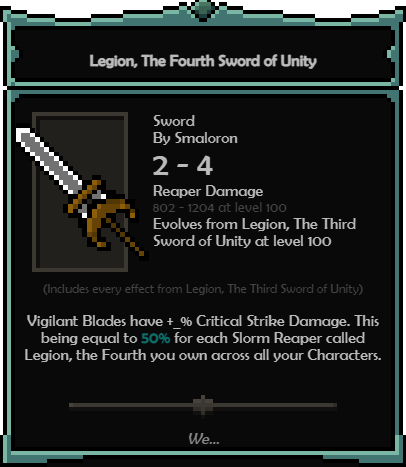 Legion, The Fourth Sword of Unity
Sword
By Smaloron
2 - 4
Reaper Damage
802 - 1204 at level 100
Evolves from Legion, The Third
Sword of Unity at level 100
(Includes every effect from Legion, The Third Sword of Unity)
Vigilant Blades have +_% Critical Strike Damage. This
being equal to 50% for each Slorm Reaper called
Legion, the Fourth you own across all your Characters.
We...